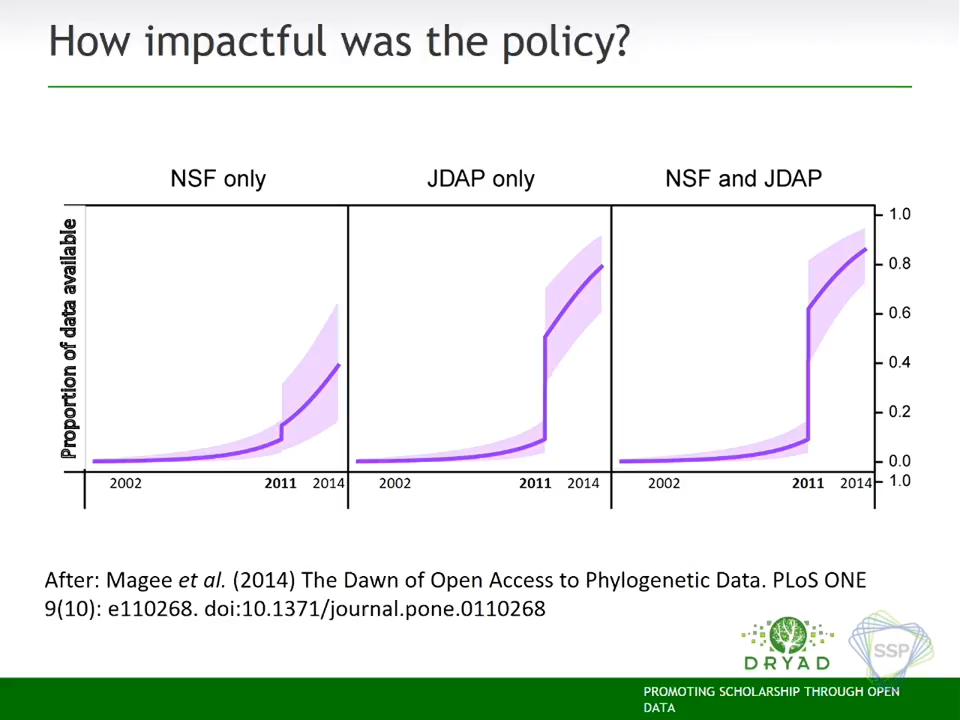 How impactful was the policy?
NSF only
JDAP only
NSF and JDAP
Proportion of data available
1.0
0.8
0.6
0.4
0.2
0.0
1.0
2002 2011 2014
2002 2011 2014
2002 2011 2014
After: Magee et al. (2014) The Dawn of Open Access to Phylogenetic Data. PLoS ONE
9(10): e110268. doi:10.1371/journal.pone.0110268
DRYAD
SSP
PROMOTING SCHOLARSHIP THROUGH OPEN
DATA